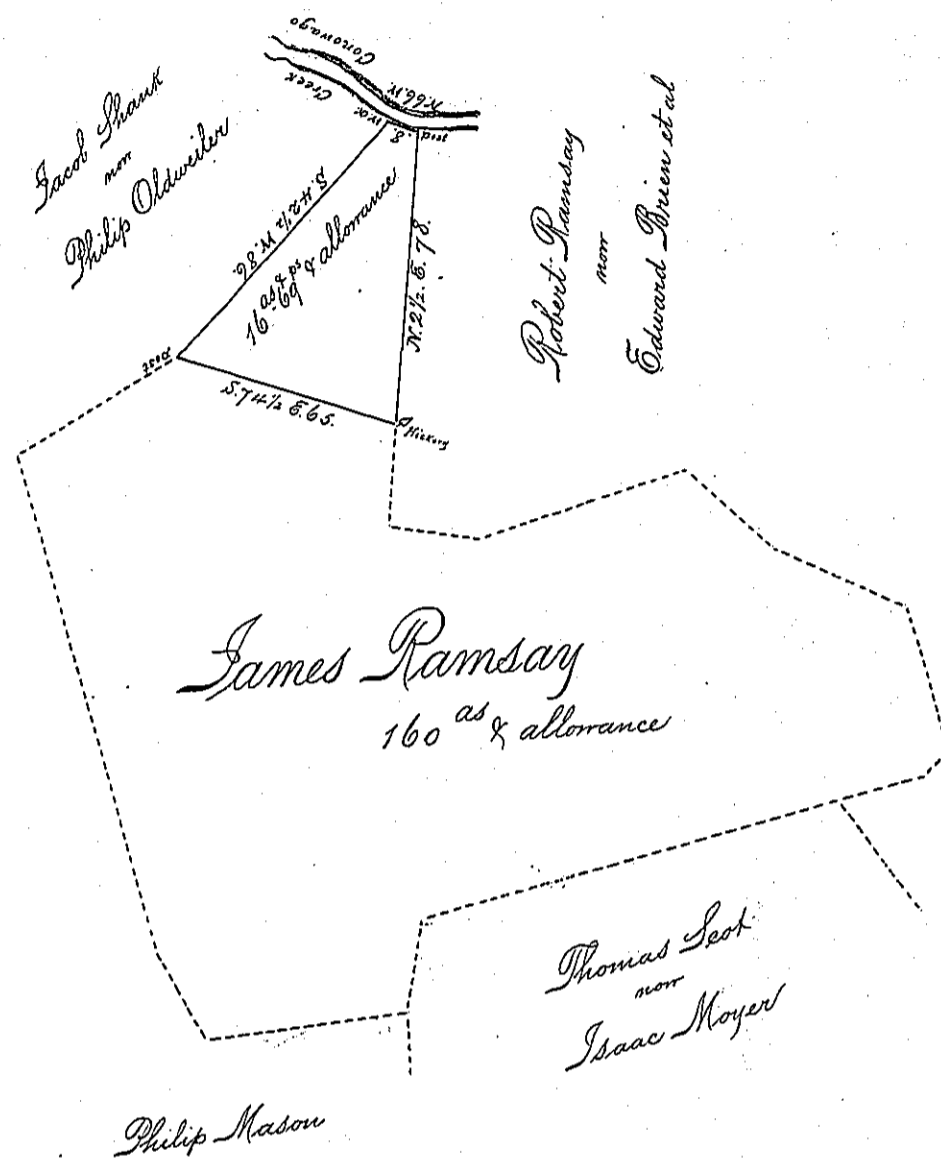 Conowago
Creek
N.66.W.
8.
post
Jacob Shank
now
Philip Oldweiler
S.42½ W.86.
16 as - 69 ps & allowance
N.2½. E. 78.
Robert Ramsay
now
Edward Brien et al
Post
S.74½ E.65.
Hickory
James Ramsay
160 as & allowance
Thomas Scot
now
Isaac Moyer
Philip Mason